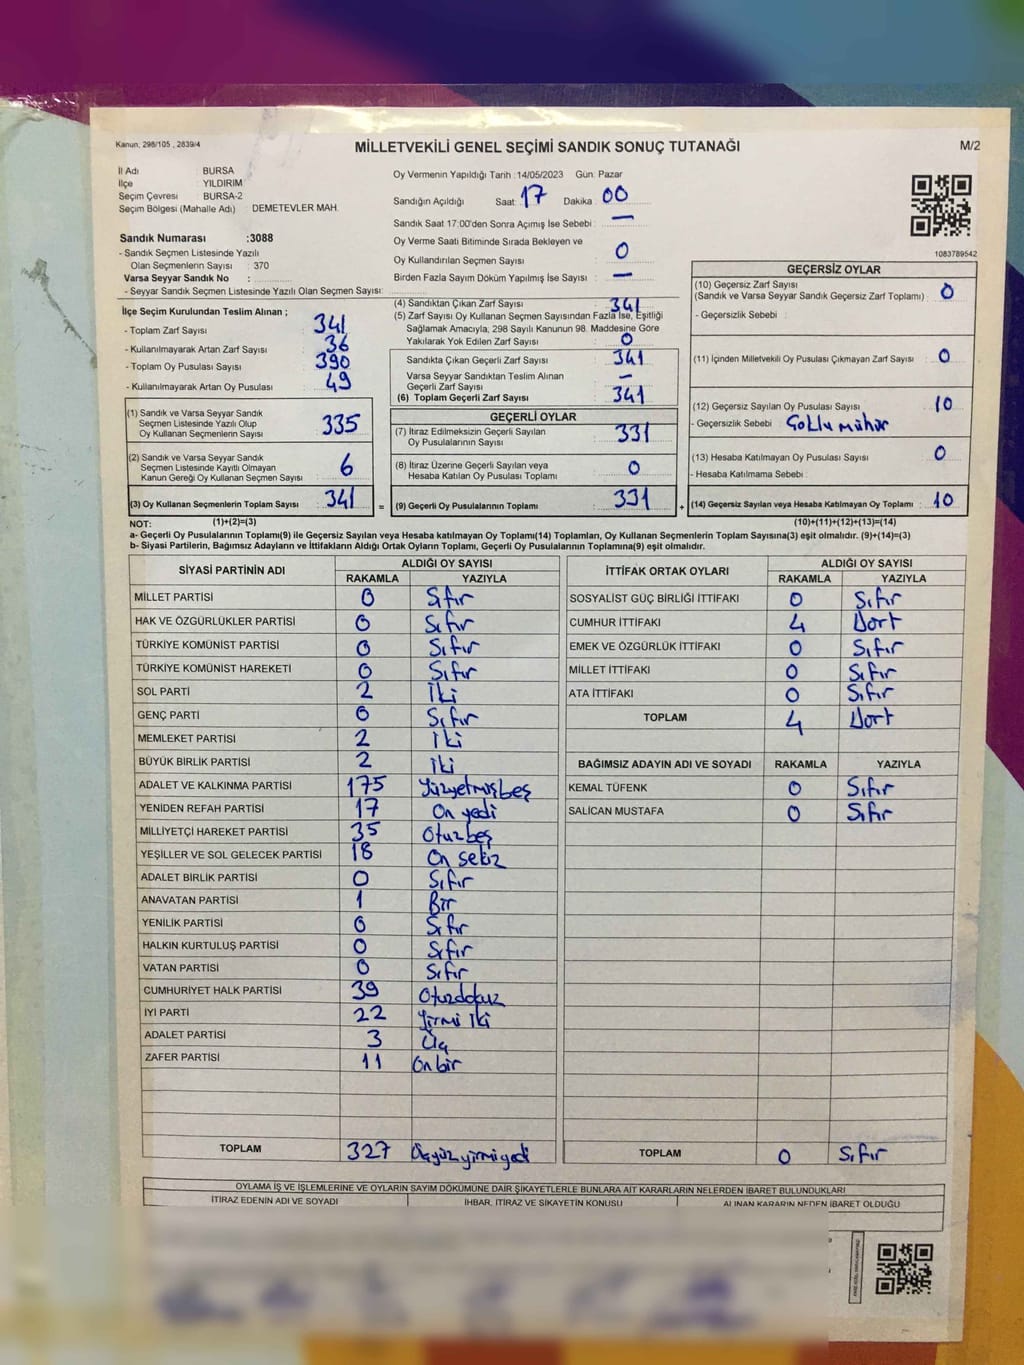 Kanun, 298/105 , 2839/4
MİLLETVEKİLİ GENEL SEÇİMİ SANDIK SONUÇ TUTANAĞI
M/2
İl Adı : BURSA
İlçe : YILDIRIM
Seçim Çevresi : BURSA-2
Seçim Bölgesi (Mahalle Adı) : DEMETEVLER MAH.
Oy Vermenin Yapıldığı Tarih : 14/05/2023 Gün: Pazar
Sandığın Açıldığı Saat: 17 Dakika : 00
Sandık Saat 17:00'den Sonra Açımış İse Sebebi : —
Oy Verme Saati Bitiminde Sırada Bekleyen ve
Oy Kullandırılan Seçmen Sayısı : 0
Birden Fazla Sayım Döküm Yapılmış İse Sayısı : —
1083789542
Sandık Numarası :3088
- Sandık Seçmen Listesinde Yazılı
Olan Seçmenlerin Sayısı : 370
Varsa Seyyar Sandık No :
- Seyyar Sandık Seçmen Listesinde Yazılı Olan Seçmen Sayısı:
İlçe Seçim Kurulundan Teslim Alınan ;
- Toplam Zarf Sayısı : 341
- Kullanılmayarak Artan Zarf Sayısı : 36
- Toplam Oy Pusulası Sayısı : 390
- Kullanılmayarak Artan Oy Pusulası : 49
(1) Sandık ve Varsa Seyyar Sandık
Seçmen Listesinde Yazılı Olup
Oy Kullanan Seçmenlerin Sayısı : 335
(2) Sandık ve Varsa Seyyar Sandık
Seçmen Listesinde Kayıtlı Olmayan
Kanun Gereği Oy Kullanan Seçmen Sayısı : 6
(3) Oy Kullanan Seçmenlerin Toplam Sayısı : 341
(4) Sandıktan Çıkan Zarf Sayısı : 341
(5) Zarf Sayısı Oy Kullanan Seçmen Sayısından Fazla İse, Eşitliği
Sağlamak Amacıyla, 298 Sayılı Kanunun 98. Maddesine Göre
Yakılarak Yok Edilen Zarf Sayısı : 0
Sandıkta Çıkan Geçerli Zarf Sayısı : 341
Varsa Seyyar Sandıktan Teslim Alınan
Geçerli Zarf Sayısı : —
(6) Toplam Geçerli Zarf Sayısı : 341
GEÇERLİ OYLAR
(7) İtiraz Edilmeksizin Geçerli Sayılan
Oy Pusulalarının Sayısı : 331
(8) İtiraz Üzerine Geçerli Sayılan veya
Hesaba Katılan Oy Pusulası Toplamı : 0
= (9) Geçerli Oy Pusulalarının Toplamı : 331
GEÇERSİZ OYLAR
(10) Geçersiz Zarf Sayısı
(Sandık ve Varsa Seyyar Sandık Geçersiz Zarf Toplamı) : 0
- Geçersizlik Sebebi :
(11) İçinden Milletvekili Oy Pusulası Çıkmayan Zarf Sayısı : 0
(12) Geçersiz Sayılan Oy Pusulası Sayısı : 10
- Geçersizlik Sebebi : Çoklu mühür
(13) Hesaba Katılmayan Oy Pusulası Sayısı : 0
- Hesaba Katılmama Sebebi :
+ (14) Geçersiz Sayılan veya Hesaba Katılmayan Oy Toplamı : 10
NOT: (1)+(2)=(3) (10)+(11)+(12)+(13)=(14)
a- Geçerli Oy Pusulalarının Toplamı(9) ile Geçersiz Sayılan veya Hesaba katılmayan Oy Toplamı(14) Toplamları, Oy Kullanan Seçmenlerin Toplam Sayısına(3) eşit olmalıdır. (9)+(14)=(3)
b- Siyasi Partilerin, Bağımsız Adayların ve İttifakların Aldığı Ortak Oyların Toplamı, Geçerli Oy Pusulalarının Toplamına(9) eşit olmalıdır.
SİYASİ PARTİNİN ADI ALDIĞI OY SAYISI
RAKAMLA YAZIYLA
MİLLET PARTİSİ 0 Sıfır
HAK VE ÖZGÜRLÜKLER PARTİSİ 0 Sıfır
TÜRKİYE KOMÜNİST PARTİSİ 0 Sıfır
TÜRKİYE KOMÜNİST HAREKETİ 0 Sıfır
SOL PARTİ 2 İki
GENÇ PARTİ 0 Sıfır
MEMLEKET PARTİSİ 2 İki
BÜYÜK BİRLİK PARTİSİ 2 İki
ADALET VE KALKINMA PARTİSİ 175 Yüzyetmişbeş
YENİDEN REFAH PARTİSİ 17 On yedi
MİLLİYETÇİ HAREKET PARTİSİ 35 Otuzbeş
YEŞİLLER VE SOL GELECEK PARTİSİ 18 On sekiz
ADALET BİRLİK PARTİSİ 0 Sıfır
ANAVATAN PARTİSİ 1 Bir
YENİLİK PARTİSİ 0 Sıfır
HALKIN KURTULUŞ PARTİSİ 0 Sıfır
VATAN PARTİSİ 0 Sıfır
CUMHURİYET HALK PARTİSİ 39 Otuzdokuz
İYİ PARTİ 22 Yirmi İki
ADALET PARTİSİ 3 Üç
ZAFER PARTİSİ 11 On bir
TOPLAM 327 Üçyüzyirmiyedi
İTTİFAK ORTAK OYLARI ALDIĞI OY SAYISI
RAKAMLA YAZIYLA
SOSYALİST GÜÇ BİRLİĞİ İTTİFAKI 0 Sıfır
CUMHUR İTTİFAKI 4 Dort
EMEK VE ÖZGÜRLÜK İTTİFAKI 0 Sıfır
MİLLET İTTİFAKI 0 Sıfır
ATA İTTİFAKI 0 Sıfır
TOPLAM 4 Dort
BAĞIMSIZ ADAYIN ADI VE SOYADI RAKAMLA YAZIYLA
KEMAL TÜFENK 0 Sıfır
SALİCAN MUSTAFA 0 Sıfır
TOPLAM 0 Sıfır
OYLAMA İŞ VE İŞLEMLERİNE VE OYLARIN SAYIM DÖKÜMÜNE DAİR ŞİKAYETLERLE BUNLARA AİT KARARLARIN NELERDEN İBARET BULUNDUKLARI
İTİRAZ EDENİN ADI VE SOYADI İHBAR, İTİRAZ VE ŞİKAYETİN KONUSU ALINAN KARARIN NEDEN İBARET OLDUĞU